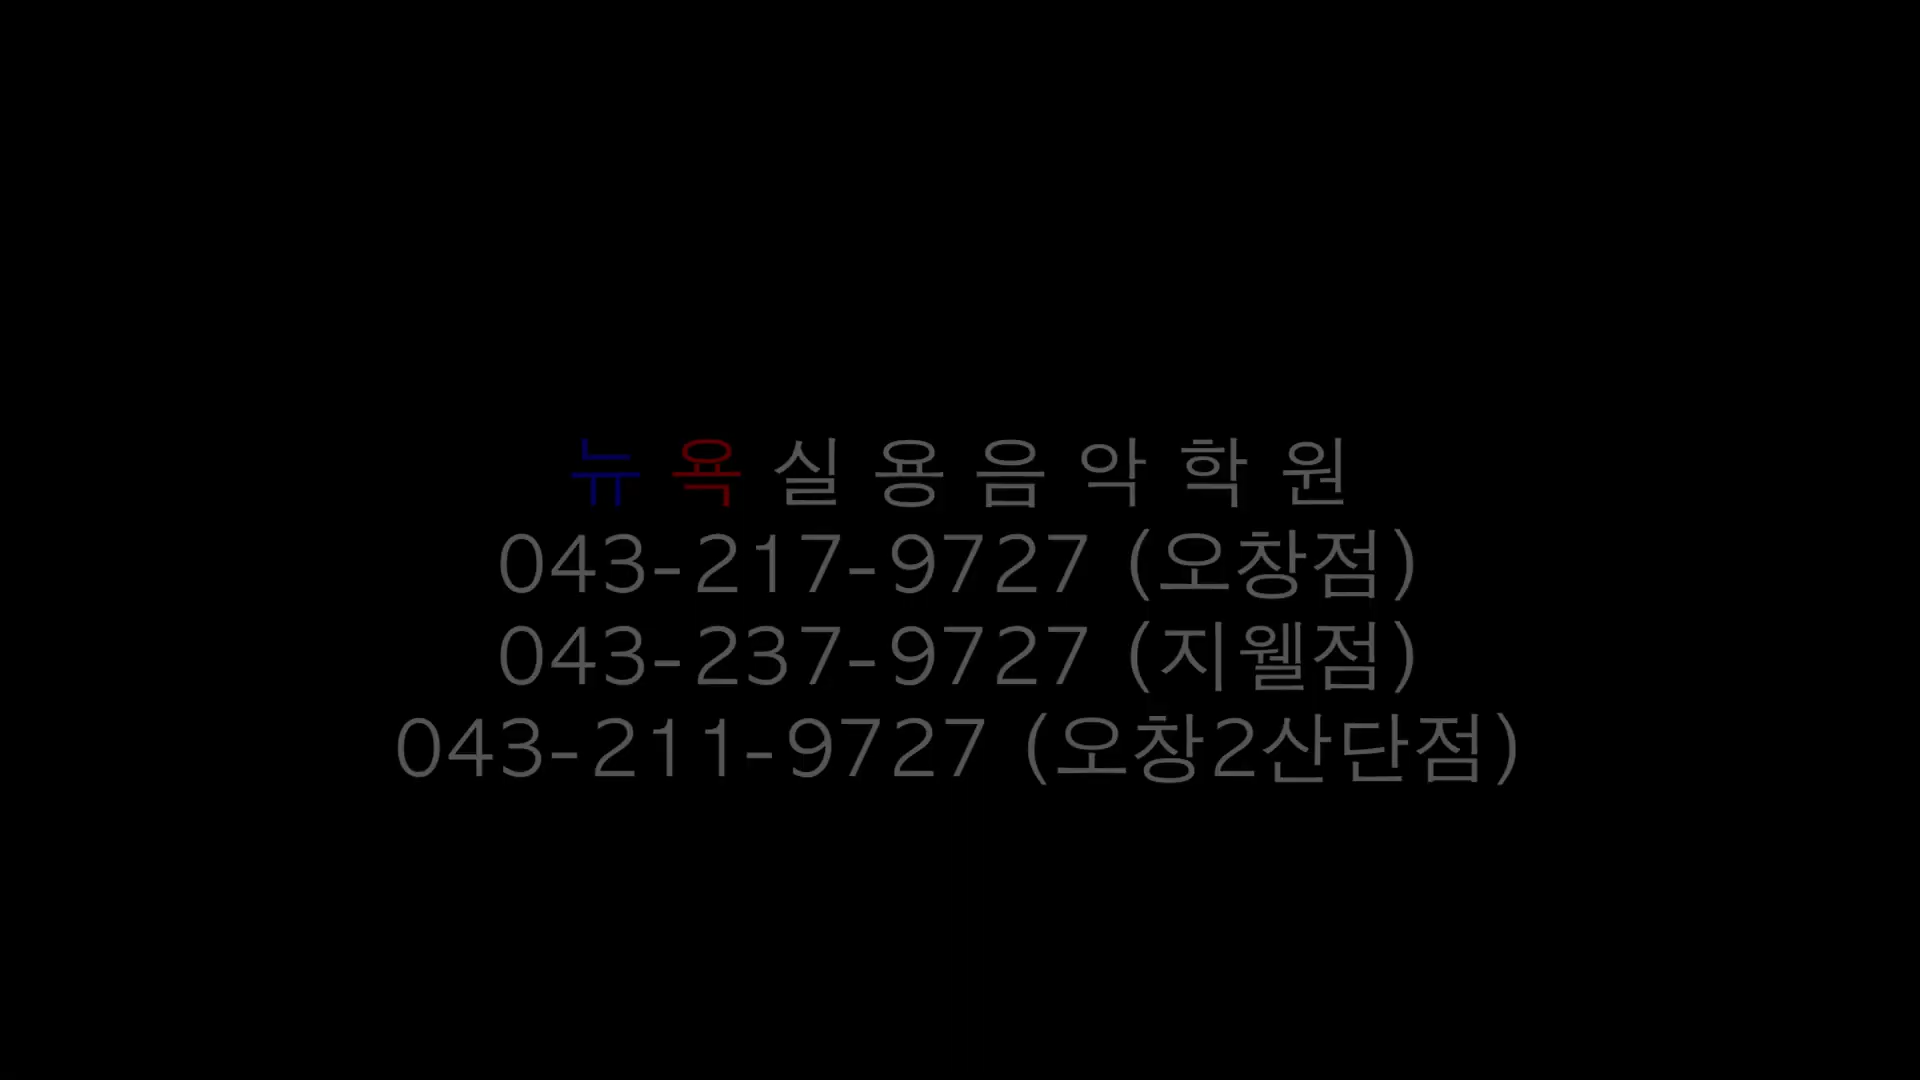 뉴 욕 실 용 음 악 학 원
043-217-9727 (오창점)
043-237-9727 (지웰점)
043-211-9727 (오창2산단점)